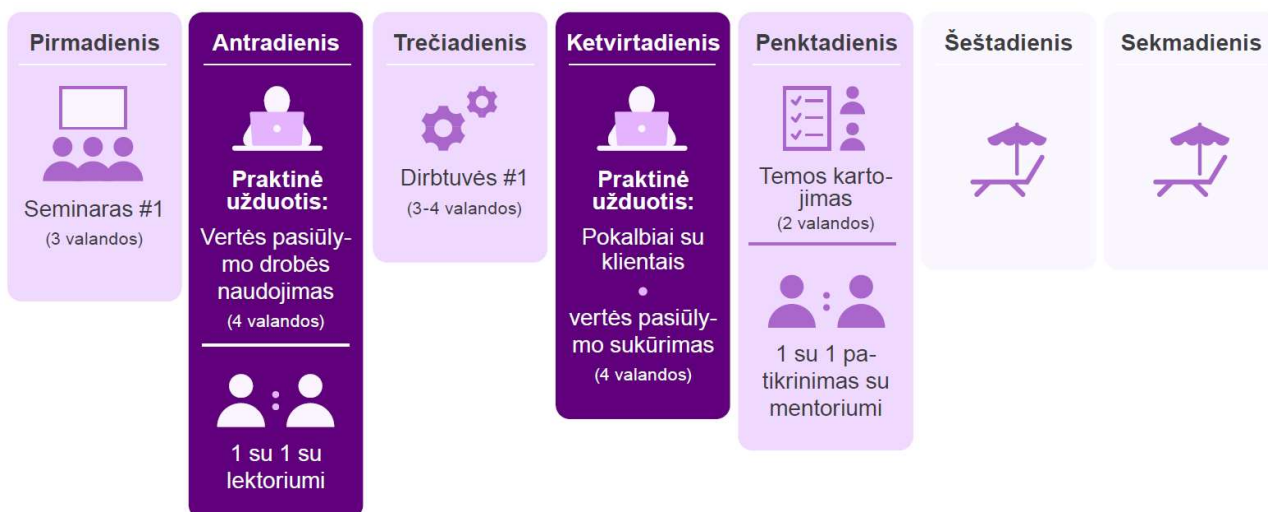 Pirmadienis
Seminaras #1
(3 valandos)
Antradienis
Praktinė
užduotis:
Vertės pasiūly-
mo drobės
naudojimas
(4 valandos)
1 su 1 su
lektoriumi
Trečiadienis
Dirbtuvės #1
(3-4 valandos)
Ketvirtadienis
Praktinė
užduotis:
Pokalbiai su
klientais
•
vertės pasiūly-
mo sukūrimas
(4 valandos)
Penktadienis
Temos karto-
jimas
(2 valandos)
1 su 1 pa-
tikrinimas su
mentoriumi
Šeštadienis
Sekmadienis